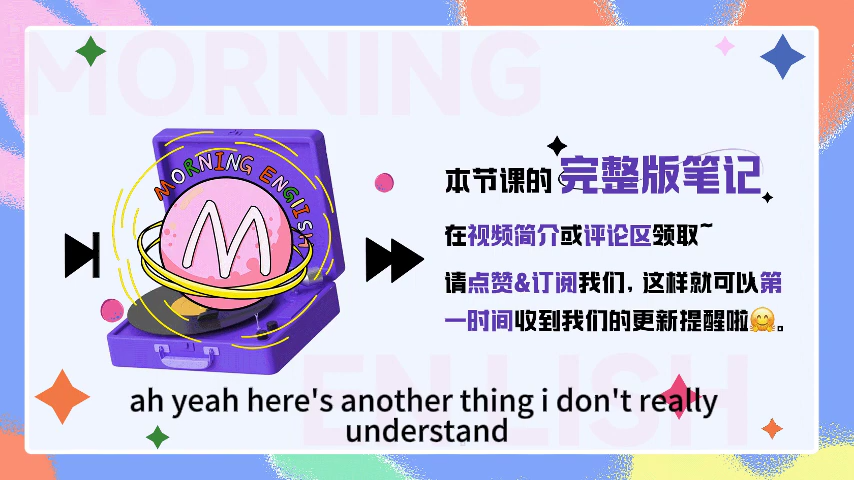 MORNING
MORNING ENGLISH
M
本节课的 完整版笔记
在视频简介或评论区领取~
请点赞&订阅我们，这样就可以第
一时间收到我们的更新提醒啦🤗。
EN LISH
ah yeah here's another thing i don't really
understand